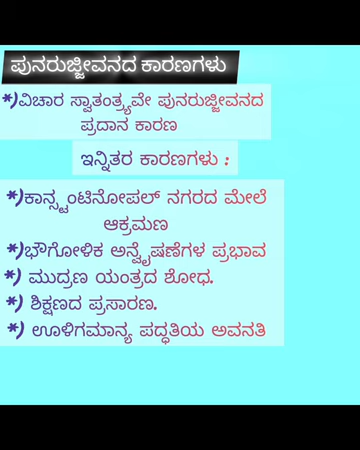 ಪುನರುಜ್ಜೀವನದ ಕಾರಣಗಳು
*)ವಿಚಾರ ಸ್ವಾತಂತ್ರ್ಯವೇ ಪುನರುಜ್ಜೀವನದ
ಪ್ರದಾನ ಕಾರಣ
ಇನ್ನಿತರ ಕಾರಣಗಳು :
*)ಕಾನ್ಸ್ಟಂಟಿನೋಪಲ್ ನಗರದ ಮೇಲೆ
ಆಕ್ರಮಣ
*)ಭೌಗೋಳಿಕ ಅನ್ವೈಷಣೆಗಳ ಪ್ರಭಾವ
*) ಮುದ್ರಣ ಯಂತ್ರದ ಶೋಧ.
*) ಶಿಕ್ಷಣದ ಪ್ರಸಾರಣ.
*) ಊಳಿಗಮಾನ್ಯ ಪದ್ಧತಿಯ ಅವನತಿ